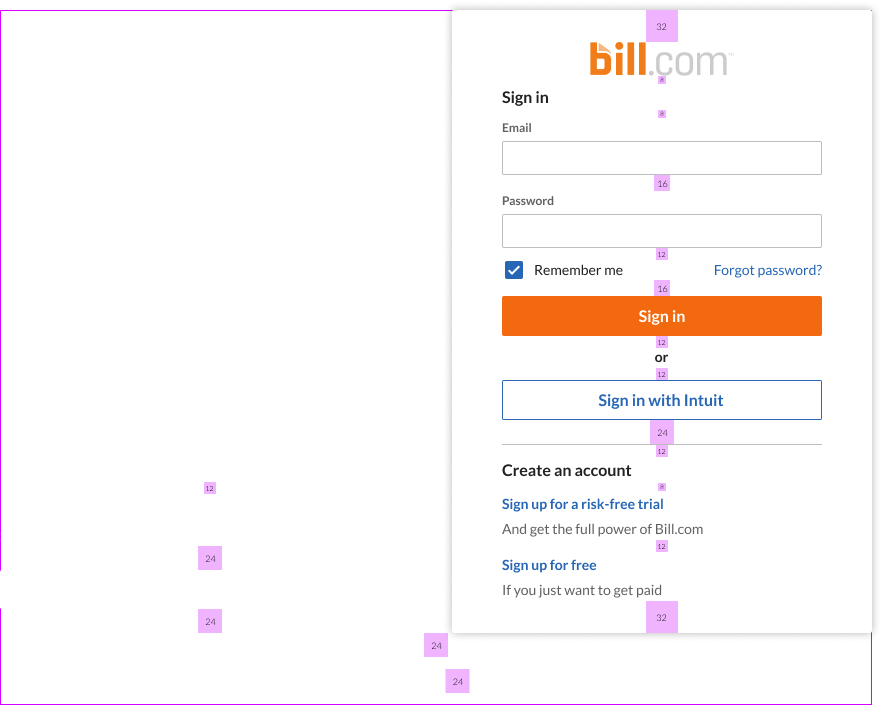 32
bill.com™
8
Sign in
8
Email
16
Password
12
Remember me Forgot password?
16
Sign in
12
or
12
Sign in with Intuit
24
12
Create an account
8
12
Sign up for a risk-free trial
And get the full power of Bill.com
12
24
Sign up for free
If you just want to get paid
32
24
24
24